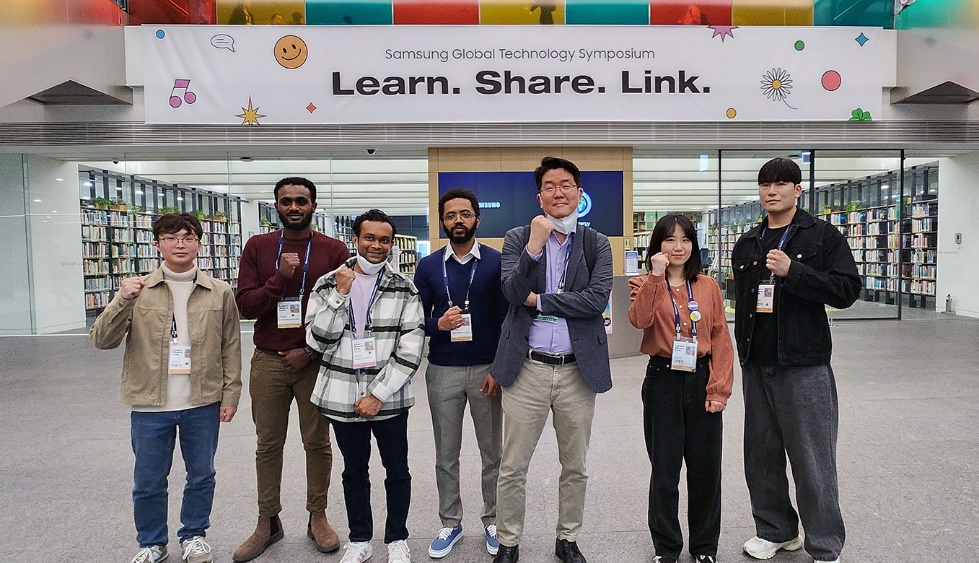 Samsung Global Technology Symposium
Learn. Share. Link.